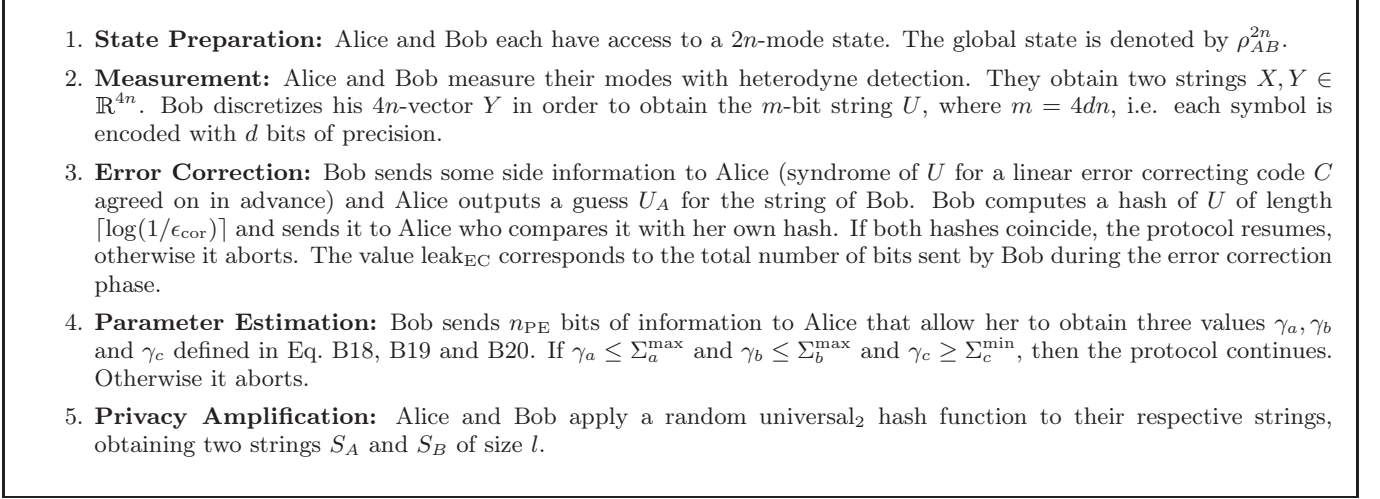 1. State Preparation: Alice and Bob each have access to a 2n-mode state. The global state is denoted by ρ_{AB}^{2n}.
2. Measurement: Alice and Bob measure their modes with heterodyne detection. They obtain two strings X, Y ∈
ℝ^{4n}. Bob discretizes his 4n-vector Y in order to obtain the m-bit string U, where m = 4dn, i.e. each symbol is
encoded with d bits of precision.
3. Error Correction: Bob sends some side information to Alice (syndrome of U for a linear error correcting code C
agreed on in advance) and Alice outputs a guess U_A for the string of Bob. Bob computes a hash of U of length
⌈log(1/ϵ_{cor})⌉ and sends it to Alice who compares it with her own hash. If both hashes coincide, the protocol resumes,
otherwise it aborts. The value leak_{EC} corresponds to the total number of bits sent by Bob during the error correction
phase.
4. Parameter Estimation: Bob sends n_{PE} bits of information to Alice that allow her to obtain three values γ_a, γ_b
and γ_c defined in Eq. B18, B19 and B20. If γ_a ≤ Σ_a^{max} and γ_b ≤ Σ_b^{max} and γ_c ≥ Σ_c^{min}, then the protocol continues.
Otherwise it aborts.
5. Privacy Amplification: Alice and Bob apply a random universal₂ hash function to their respective strings,
obtaining two strings S_A and S_B of size l.